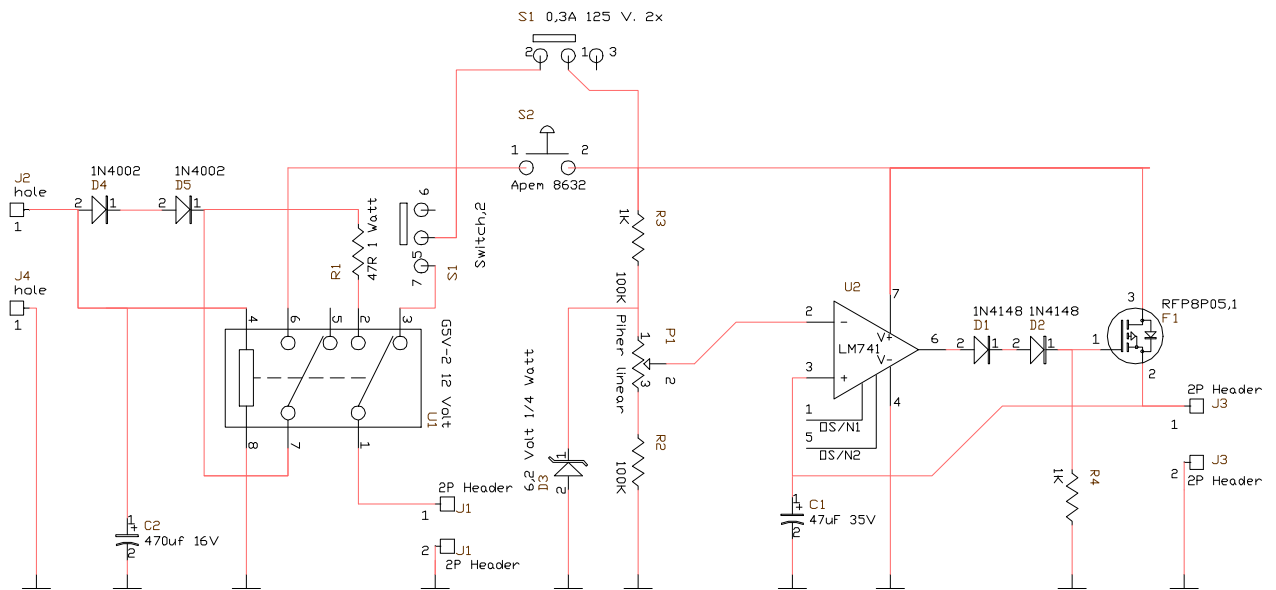 S1 0,3A 125 V. 2x
2 1 3
S2
1 2
Apem 8632
J2
hole
1
1N4002
D4
2 1
1N4002
D5
2 1
J4
hole
1
R1
47R 1 Watt
6
5
7
S1
Switch,2
R3
1K
4 6 5 2 3
8 7 1
G5V-2 12 Volt
U1
100K Piher linear
P1
1
3
2
6,2 Volt 1/4 Watt
D3
1
2
R2
100K
C2
470uf 16V
1
+
2
2P Header
1
J1
2
J1
2P Header
U2
LM741
2
-
3
+
7
V+
V-
4
6
1
OS/N1
5
OS/N2
C1
47uF 35V
1
+
2
1N4148
D1
2 1
1N4148
D2
2 1
RFP8P05,1
F1
3
1
2
R4
1K
2P Header
J3
1
J3
2
2P Header